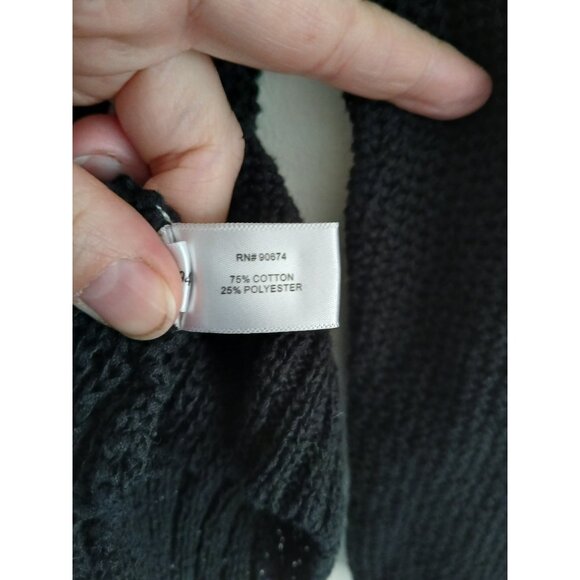 RN# 90674
75% COTTON
25% POLYESTER